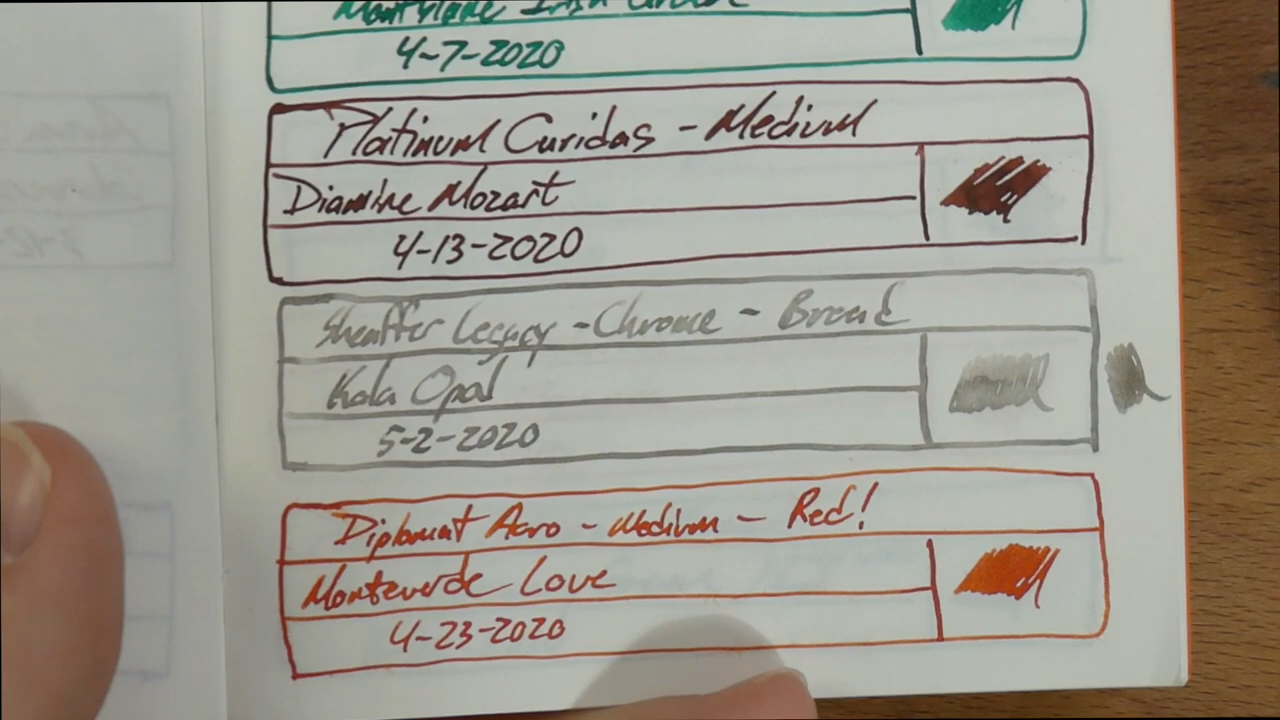 4-7-2020
Platinum Curidas - Medium
Diamine Mozart
4-13-2020
Sheaffer Legacy - Chrome - Broad
Kala Opal
5-2-2020
Diplomat Aero - Medium - Red!
Monteverde Love
4-23-2020